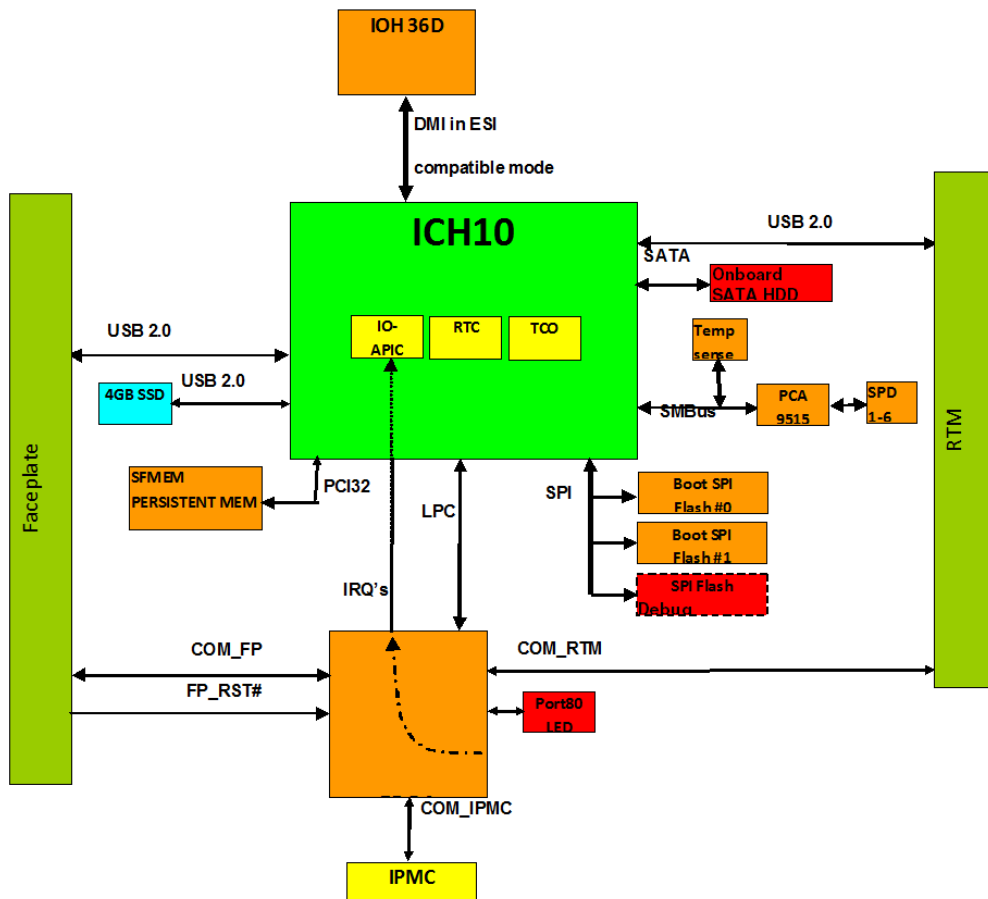 IOH 36D
DMI in ESI
compatible mode
ICH10
USB 2.0
SATA
Onboard
SATA HDD
IO-
APIC
RTC
TCO
Temp
sense
USB 2.0
4GB SSD
USB 2.0
SMBus
PCA
9515
SPD
1-6
Faceplate
RTM
SFMEM
PERSISTENT MEM
PCI32
LPC
SPI
Boot SPI
Flash #0
Boot SPI
Flash #1
SPI Flash
Debug
IRQ's
COM_FP
FP_RST#
COM_RTM
Port80
LED
COM_IPMC
IPMC